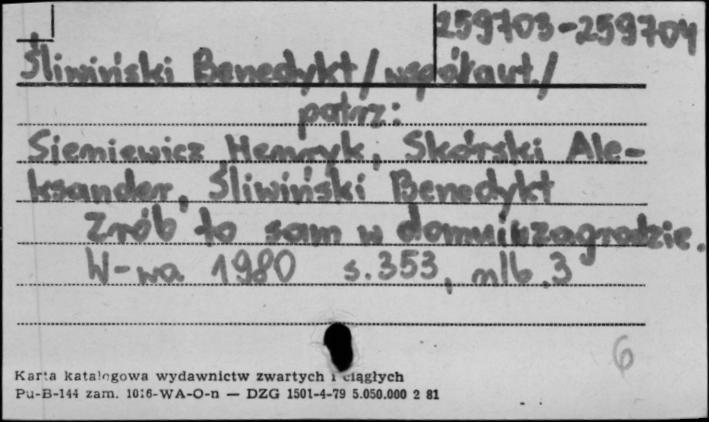 259703-259704
Śliwiński Benedykt /współaut./
patrz:
Siemiewicz Henryk, Skórski Ale-
ksander, Śliwiński Benedykt
Zrób to sam w domu i w zagrodzie.
W-wa 1980 s. 353, nlb. 3
6
Karta katalogowa wydawnictw zwartych i ciągłych
Pu-B-144 zam. 1016-WA-O-n — DZG 1501-4-79 5.050.000 2 81